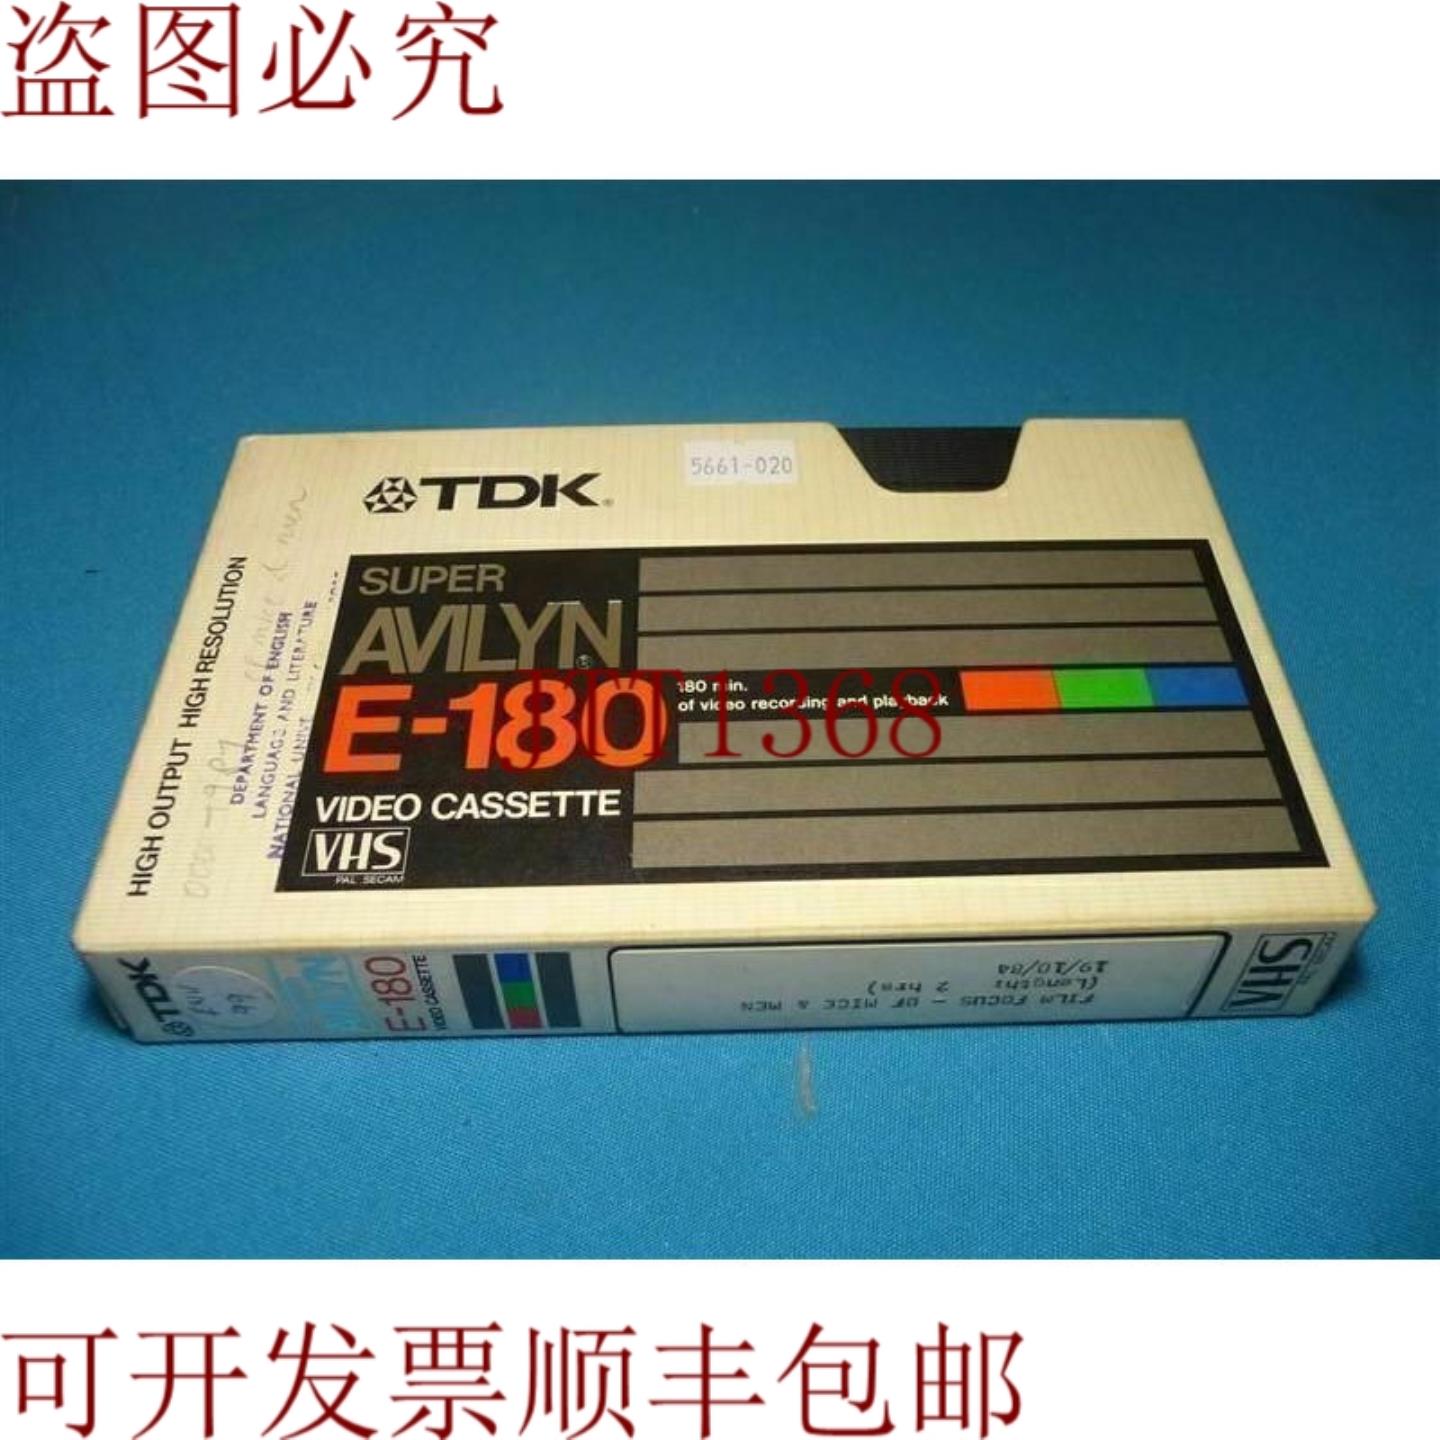 盗图必究
TDK
5661-020
HIGH OUTPUT HIGH RESOLUTION
DEPARTMENT OF ENGLISH
LANGUAGE AND LITERATURE
NATIONAL
SUPER
AVILYN
E-180
180 min.
of video recording and playback
JTT1368
VIDEO CASSETTE
VHS
PAL SECAM
TDK
E-180
VIDEO CASSETTE
FILM FOCUS - OF MICE & MEN
(Length: 2 hrs)
19/10/84
VHS
可开发票顺丰包邮